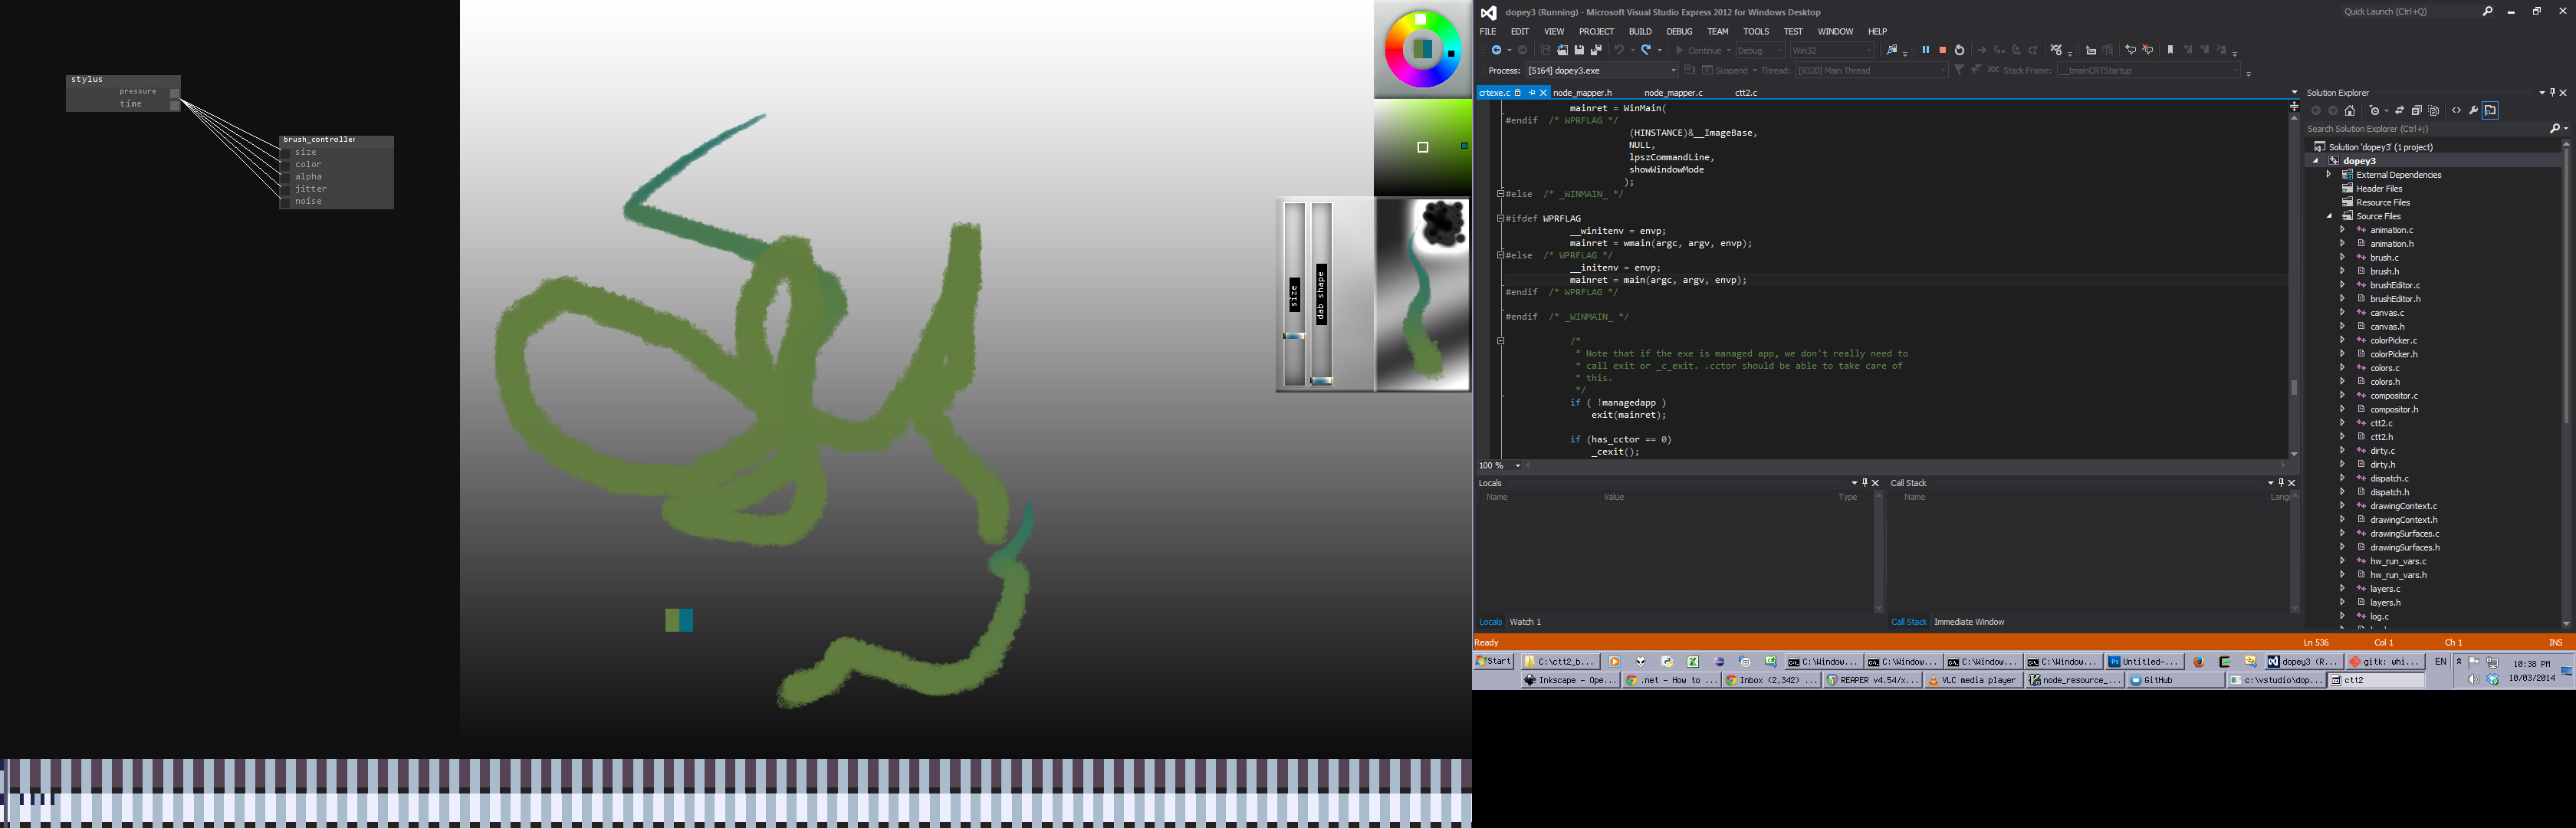 stylus
pressure
time
brush_controller
size
color
alpha
jitter
noise
size
dab shape
dopey3 (Running) - Microsoft Visual Studio Express 2012 for Windows Desktop
Quick Launch (Ctrl+Q)
FILE EDIT VIEW PROJECT BUILD DEBUG TEAM TOOLS TEST WINDOW HELP
Continue Debug Win32
Process: [5164] dopey3.exe Suspend Thread: [9320] Main Thread Stack Frame: __tmainCRTStartup
crtexe.c node_mapper.h node_mapper.c ctt2.c
mainret = WinMain(
#endif /* WPRFLAG */
(HINSTANCE)&__ImageBase,
NULL,
lpszCommandLine,
showWindowMode
);
#else /* _WINMAIN_ */
#ifdef WPRFLAG
__winitenv = envp;
mainret = wmain(argc, argv, envp);
#else /* WPRFLAG */
__initenv = envp;
mainret = main(argc, argv, envp);
#endif /* WPRFLAG */
#endif /* _WINMAIN_ */
/*
* Note that if the exe is managed app, we don't really need to
* call exit or _c_exit. .cctor should be able to take care of
* this.
*/
if ( !managedapp )
exit(mainret);
if (has_cctor == 0)
_cexit();
100 %
Locals
Name Value Type
Locals Watch 1
Call Stack
Name Lang
Call Stack Immediate Window
Solution Explorer
Search Solution Explorer (Ctrl+;)
Solution 'dopey3' (1 project)
dopey3
External Dependencies
Header Files
Resource Files
Source Files
animation.c
animation.h
brush.c
brush.h
brushEditor.c
brushEditor.h
canvas.c
canvas.h
colorPicker.c
colorPicker.h
colors.c
colors.h
compositor.c
compositor.h
ctt2.c
ctt2.h
dirty.c
dirty.h
dispatch.c
dispatch.h
drawingContext.c
drawingContext.h
drawingSurfaces.c
drawingSurfaces.h
hw_run_vars.c
hw_run_vars.h
layers.c
layers.h
log.c
Ready Ln 536 Col 1 Ch 1 INS
Start C:\ctt2_b... C:\Window... C:\Window... C:\Window... C:\Window... Untitled-... dopey3 (R... gitk: whi... EN 10:38 PM
Inkscape - Ope... .net - How to ... Inbox (2,342) ... REAPER v4.54/x... VLC media player node_resource_... GitHub c:\vstudio\dop... ctt2 10/03/2014